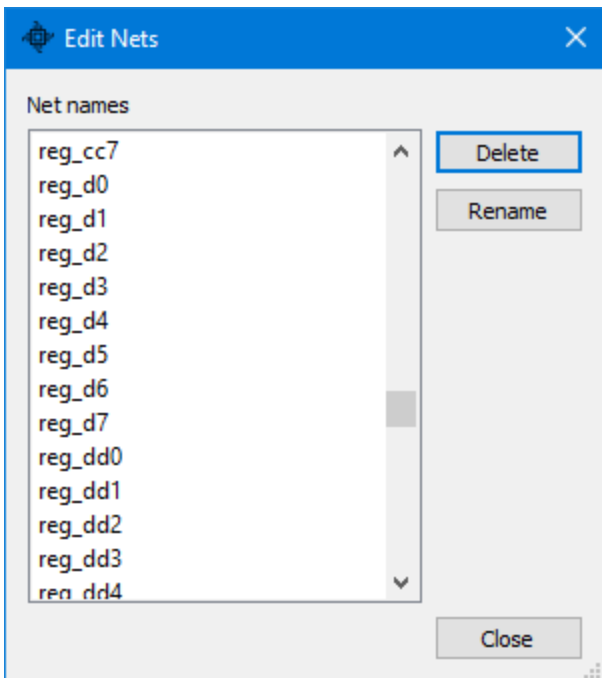 Edit Nets
Net names
reg_cc7
reg_d0
reg_d1
reg_d2
reg_d3
reg_d4
reg_d5
reg_d6
reg_d7
reg_dd0
reg_dd1
reg_dd2
reg_dd3
reg_dd4
Delete
Rename
Close